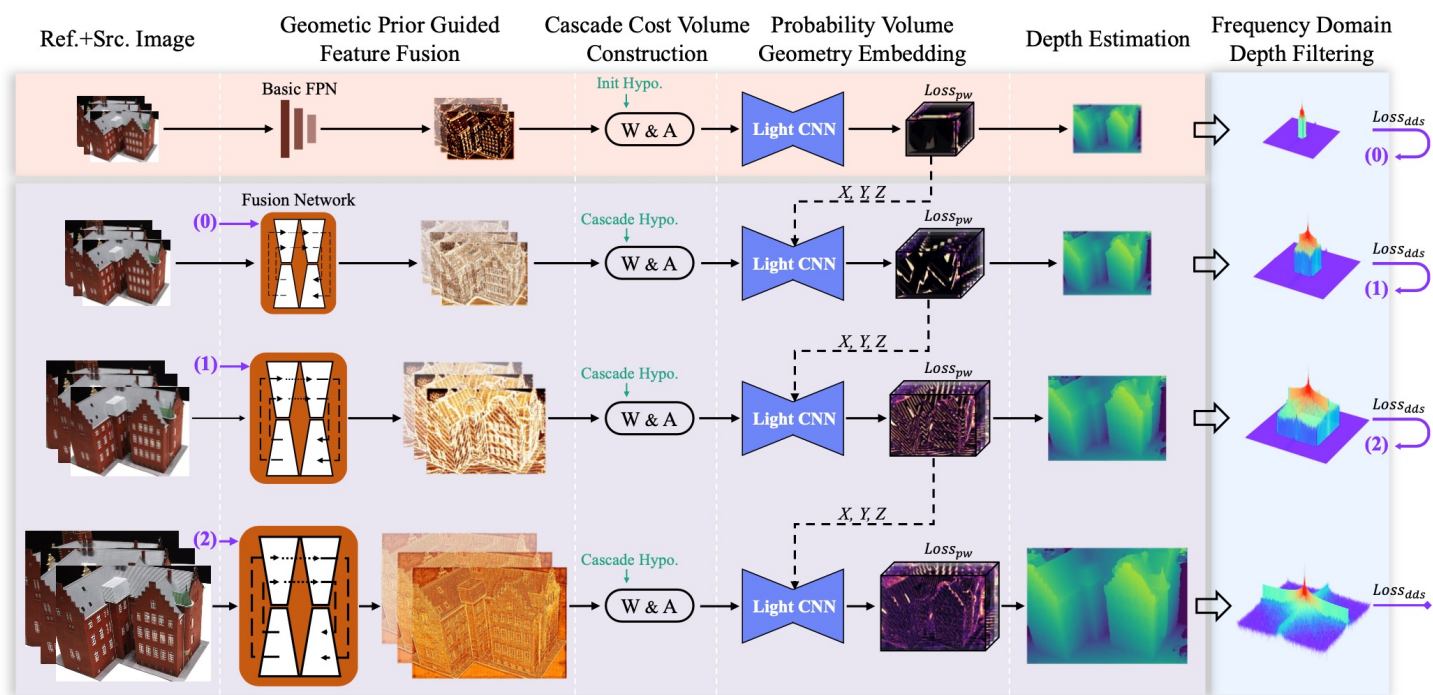 Ref.+Src. Image
Geometic Prior Guided
Feature Fusion
Cascade Cost Volume
Construction
Probability Volume
Geometry Embedding
Depth Estimation
Frequency Domain
Depth Filtering
Basic FPN
Init Hypo.
W & A
Light CNN
Loss_pw
Loss_dds
(0)
X, Y, Z
(0)
Fusion Network
Cascade Hypo.
W & A
Light CNN
Loss_pw
Loss_dds
(1)
X, Y, Z
(1)
Cascade Hypo.
W & A
Light CNN
Loss_pw
Loss_dds
(2)
X, Y, Z
(2)
Cascade Hypo.
W & A
Light CNN
Loss_pw
Loss_dds